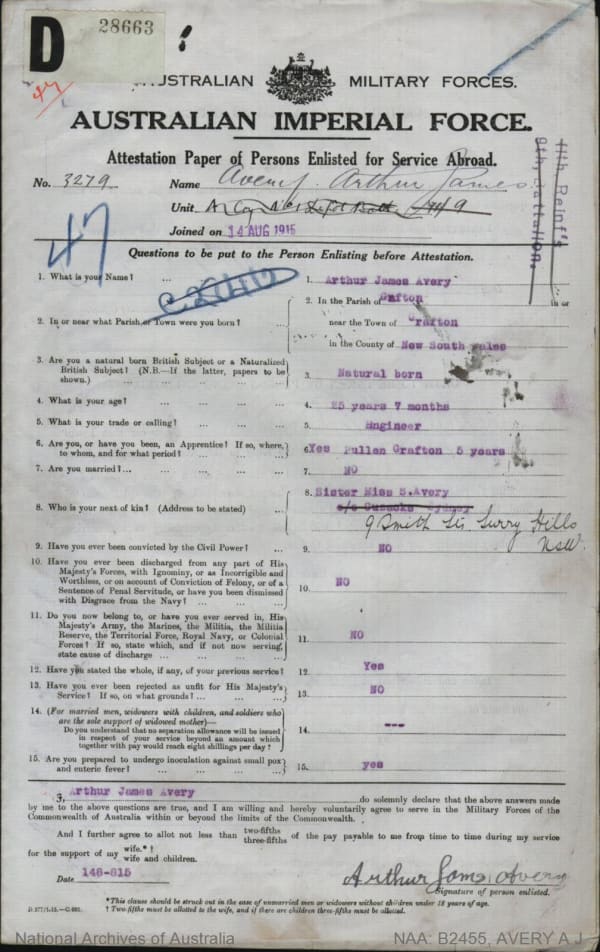 D 28663
47
AUSTRALIAN MILITARY FORCES.
AUSTRALIAN IMPERIAL FORCE.
Attestation Paper of Persons Enlisted for Service Abroad.
No. 3279 Name Avery. Arthur James.
Unit
Joined on 14 AUG 1915
11th Reinf's
9th Battalion.
Questions to be put to the Person Enlisting before Attestation.
47
1. What is your Name? ... 1. Arthur James Avery
2. In or near what Parish or Town were you born? ... 2. In the Parish of Grafton in or
near the Town of Grafton
in the County of New South Wales
3. Are you a natural born British Subject or a Naturalized
British Subject? (N.B.—If the latter, papers to be
shown.) ... 3. Natural born
4. What is your age? ... 4. 25 years 7 months
5. What is your trade or calling? ... 5. Engineer
6. Are you, or have you been, an Apprentice? If so, where,
to whom, and for what period? ... 6 Yes Pullen Grafton 5 years
7. Are you married? ... 7. NO
8. Who is your next of kin? (Address to be stated) ... 8. Sister Miss S. Avery
c/o Cusacks Sydney
9 Smith St. Surry Hills
NSW.
9. Have you ever been convicted by the Civil Power? ... 9. NO
10. Have you ever been discharged from any part of His
Majesty's Forces, with Ignominy, or as Incorrigible and
Worthless, or on account of Conviction of Felony, or of a
Sentence of Penal Servitude, or have you been dismissed
with Disgrace from the Navy? ... 10. NO
11. Do you now belong to, or have you ever served in, His
Majesty's Army, the Marines, the Militia, the Militia
Reserve, the Territorial Force, Royal Navy, or Colonial
Forces? If so, state which, and if not now serving,
state cause of discharge ... 11. NO
12. Have you stated the whole, if any, of your previous service? 12. Yes
13. Have you ever been rejected as unfit for His Majesty's
Service? If so, on what grounds? ... 13. NO
14. (For married men, widowers with children, and soldiers who
are the sole support of widowed mother)—
Do you understand that no separation allowance will be issued
in respect of your service beyond an amount which
together with pay would reach eight shillings per day? 14. ---
15. Are you prepared to undergo inoculation against small pox
and enteric fever? ... 15. yes
I, Arthur James Avery do solemnly declare that the above answers made
by me to the above questions are true, and I am willing and hereby voluntarily agree to serve in the Military Forces of the
Commonwealth of Australia within or beyond the limits of the Commonwealth.
And I further agree to allot not less than two-fifths
three-fifths of the pay payable to me from time to time during my service
for the support of my wife.*†
wife and children.
Date 148-815
Arthur James Avery
Signature of person enlisted.
*This clause should be struck out in the case of unmarried men or widowers without children under 18 years of age.
† Two-fifths must be allotted to the wife, and if there are children three-fifths must be allotted.
National Archives of Australia NAA: B2455, AVERY A J